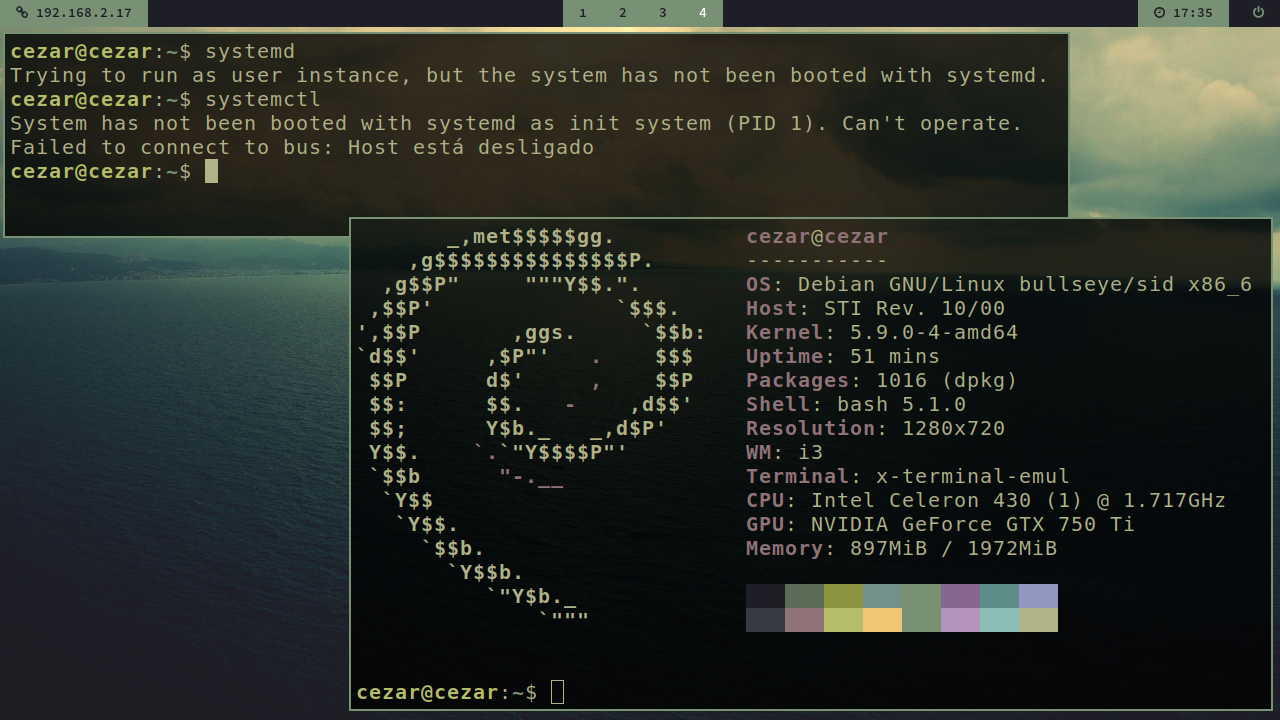 192.168.2.17 1 2 3 4 17:35
cezar@cezar:~$ systemd
Trying to run as user instance, but the system has not been booted with systemd.
cezar@cezar:~$ systemctl
System has not been booted with systemd as init system (PID 1). Can't operate.
Failed to connect to bus: Host está desligado
cezar@cezar:~$
       _,met$$$$$gg.
    ,g$$$$$$$$$$$$$$$P.
  ,g$$P"     """Y$$.".
 ,$$P'              `$$$.
',$$P       ,ggs.     `$$b:
`d$$'     ,$P"'   .    $$$
 $$P      d$'     ,    $$P
 $$:      $$.   -    ,d$$'
 $$;      Y$b._   _,d$P'
 Y$$.    `.`"Y$$$$P"'
 `$$b      "-.__
  `Y$$
   `Y$$.
     `$$b.
       `Y$$b.
          `"Y$b._
              `"""
cezar@cezar
-----------
OS: Debian GNU/Linux bullseye/sid x86_6
Host: STI Rev. 10/00
Kernel: 5.9.0-4-amd64
Uptime: 51 mins
Packages: 1016 (dpkg)
Shell: bash 5.1.0
Resolution: 1280x720
WM: i3
Terminal: x-terminal-emul
CPU: Intel Celeron 430 (1) @ 1.717GHz
GPU: NVIDIA GeForce GTX 750 Ti
Memory: 897MiB / 1972MiB
cezar@cezar:~$